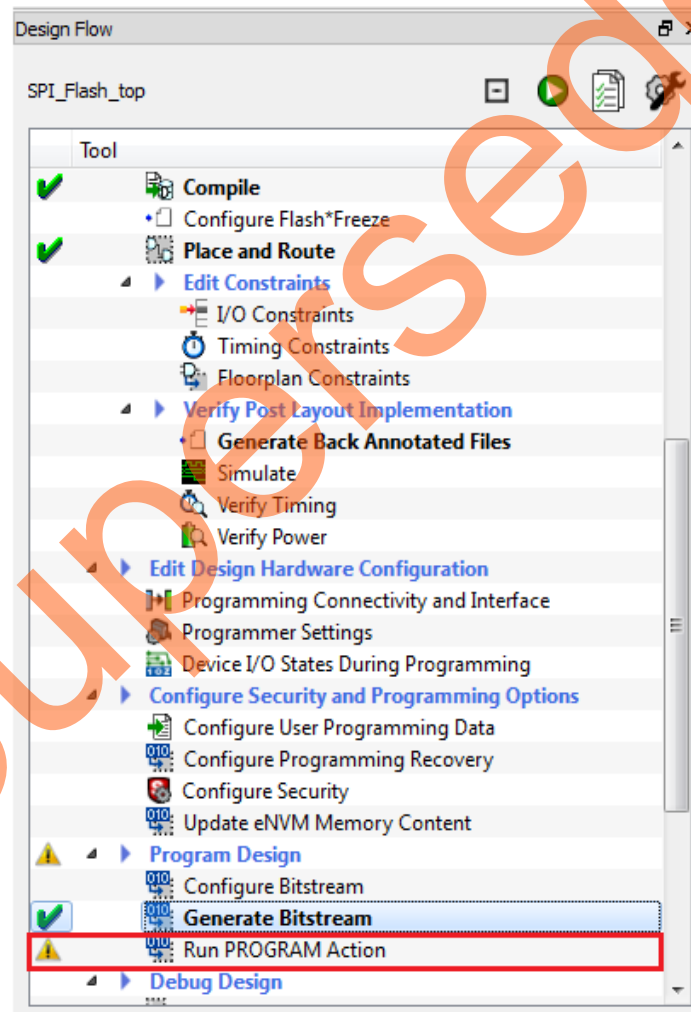 Design Flow
SPI_Flash_top
Tool
Compile
Configure Flash*Freeze
Place and Route
Edit Constraints
I/O Constraints
Timing Constraints
Floorplan Constraints
Verify Post Layout Implementation
Generate Back Annotated Files
Simulate
Verify Timing
Verify Power
Edit Design Hardware Configuration
Programming Connectivity and Interface
Programmer Settings
Device I/O States During Programming
Configure Security and Programming Options
Configure User Programming Data
Configure Programming Recovery
Configure Security
Update eNVM Memory Content
Program Design
Configure Bitstream
Generate Bitstream
Run PROGRAM Action
Debug Design